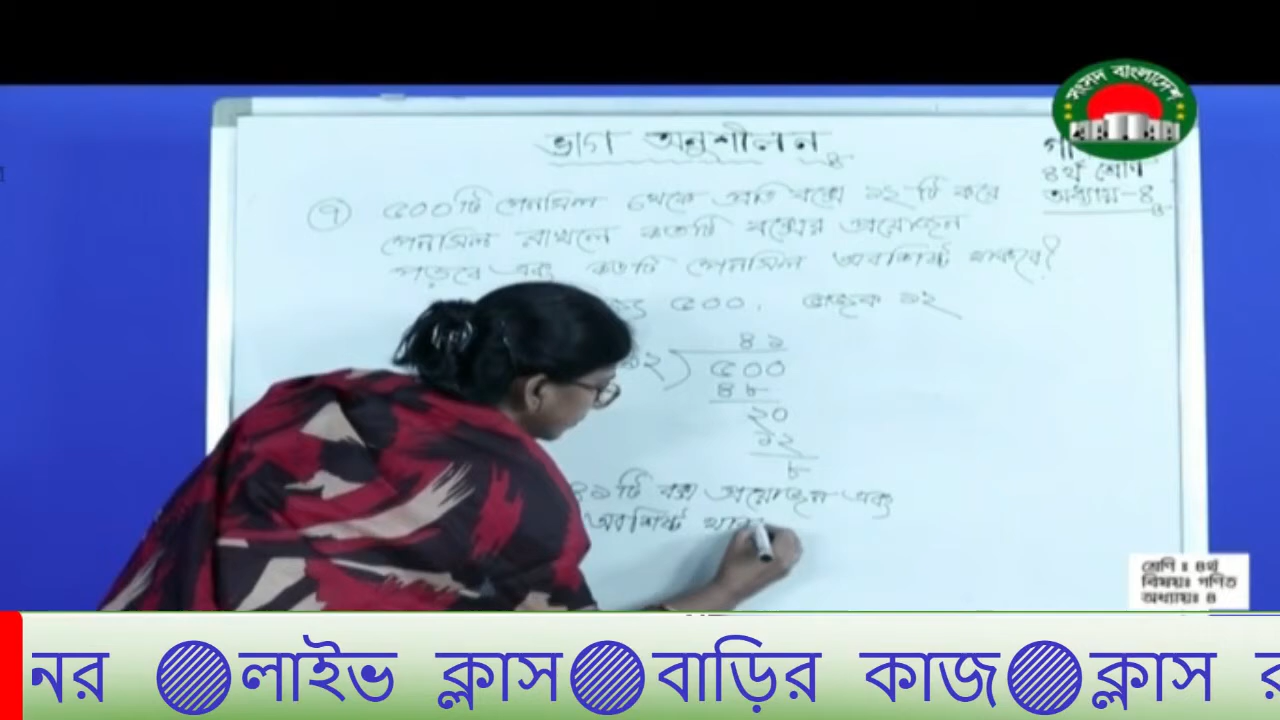 সংসদ বাংলাদেশ
ভাগ অনুশীলন
৪র্থ শ্রেণি
অধ্যায়-৪
৭ ৫০০টি পেনসিল থেকে প্রতি বক্সে ১২টি করে
পেনসিল রাখলে কতটি বক্সের প্রয়োজন
পড়বে এবং কতটি পেনসিল অবশিষ্ট থাকবে?
৫০০, ভাজক ১২
৪১
১২)৫০০
৪৮
২০
১২
৮
৪১টি বক্স প্রয়োজন এবং
অবশিষ্ট
শ্রেণি ঃ ৪র্থ
বিষয়ঃ গণিত
অধ্যায়ঃ ৪
নর লাইভ ক্লাস বাড়ির কাজ ক্লাস র